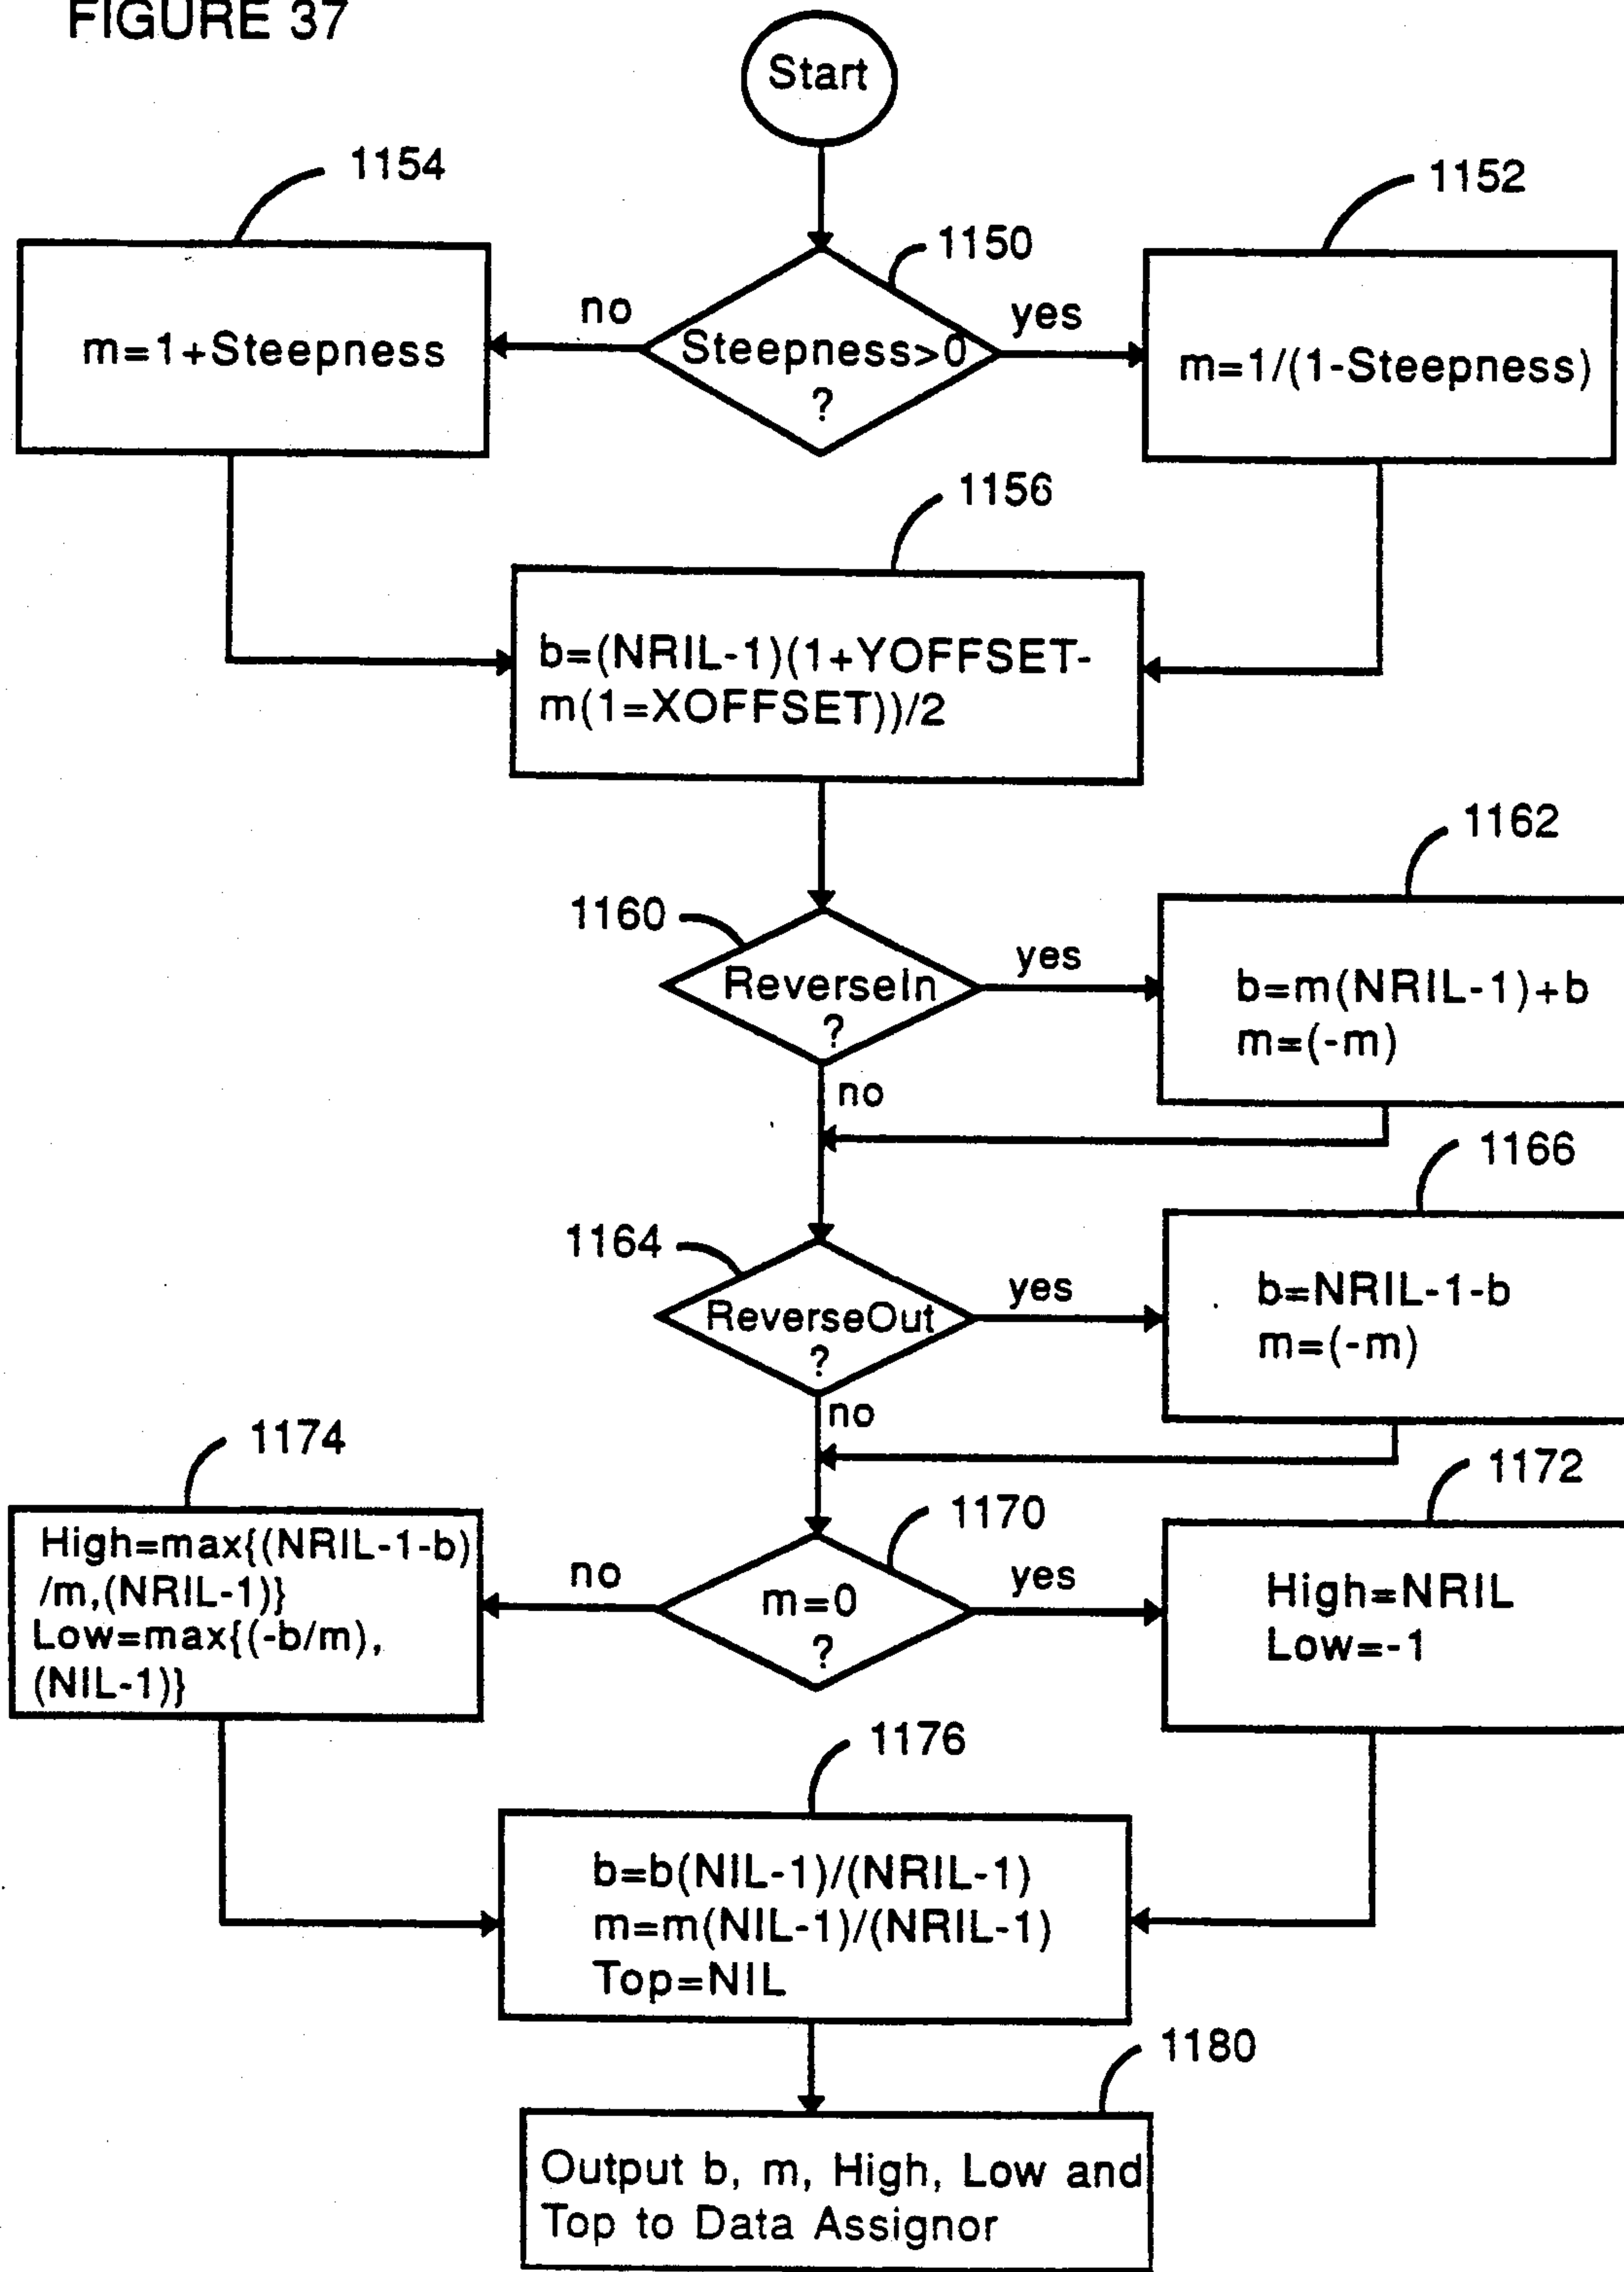 FIGURE 37
Start
1154
1152
1150
no
yes
m=1+Steepness
Steepness>0
?
m=1/(1-Steepness)
1156
b=(NRIL-1)(1+YOFFSET-
m(1=XOFFSET))/2
1162
1160
ReverseIn
?
yes
b=m(NRIL-1)+b
m=(-m)
no
1166
1164
ReverseOut
?
yes
b=NRIL-1-b
m=(-m)
no
1174
1172
1170
High=max{(NRIL-1-b)
/m,(NRIL-1)}
Low=max{(-b/m),
(NIL-1)}
no
m=0
?
yes
High=NRIL
Low=-1
1176
b=b(NIL-1)/(NRIL-1)
m=m(NIL-1)/(NRIL-1)
Top=NIL
1180
Output b, m, High, Low and
Top to Data Assignor